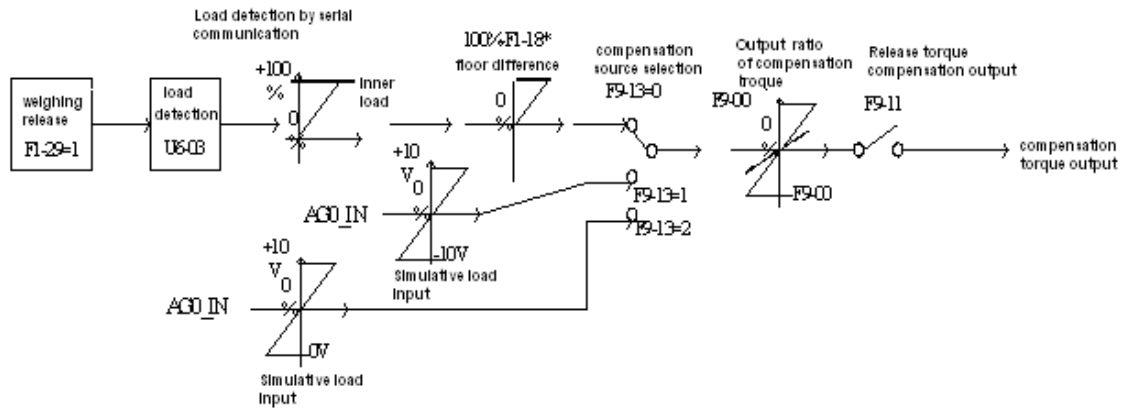 Load detection by serial
communication
100%F1-18*
floor difference
compensation
source selection
F9-13=0
Output ratio
of compensation
troque
Release torque
compensation output
weighing
release
F1-29=1
load
detection
U6-03
+100
%
0
%
Inner
load
0
%
F9-00
0
%
F9-00
F9-11
compensation
torque output
+10
V
0
%
AG0_IN
-10V
Simulative load
Input
F9-13=1
F9-13=2
+10
V
0
%
AG0_IN
0V
Simulative load
Input